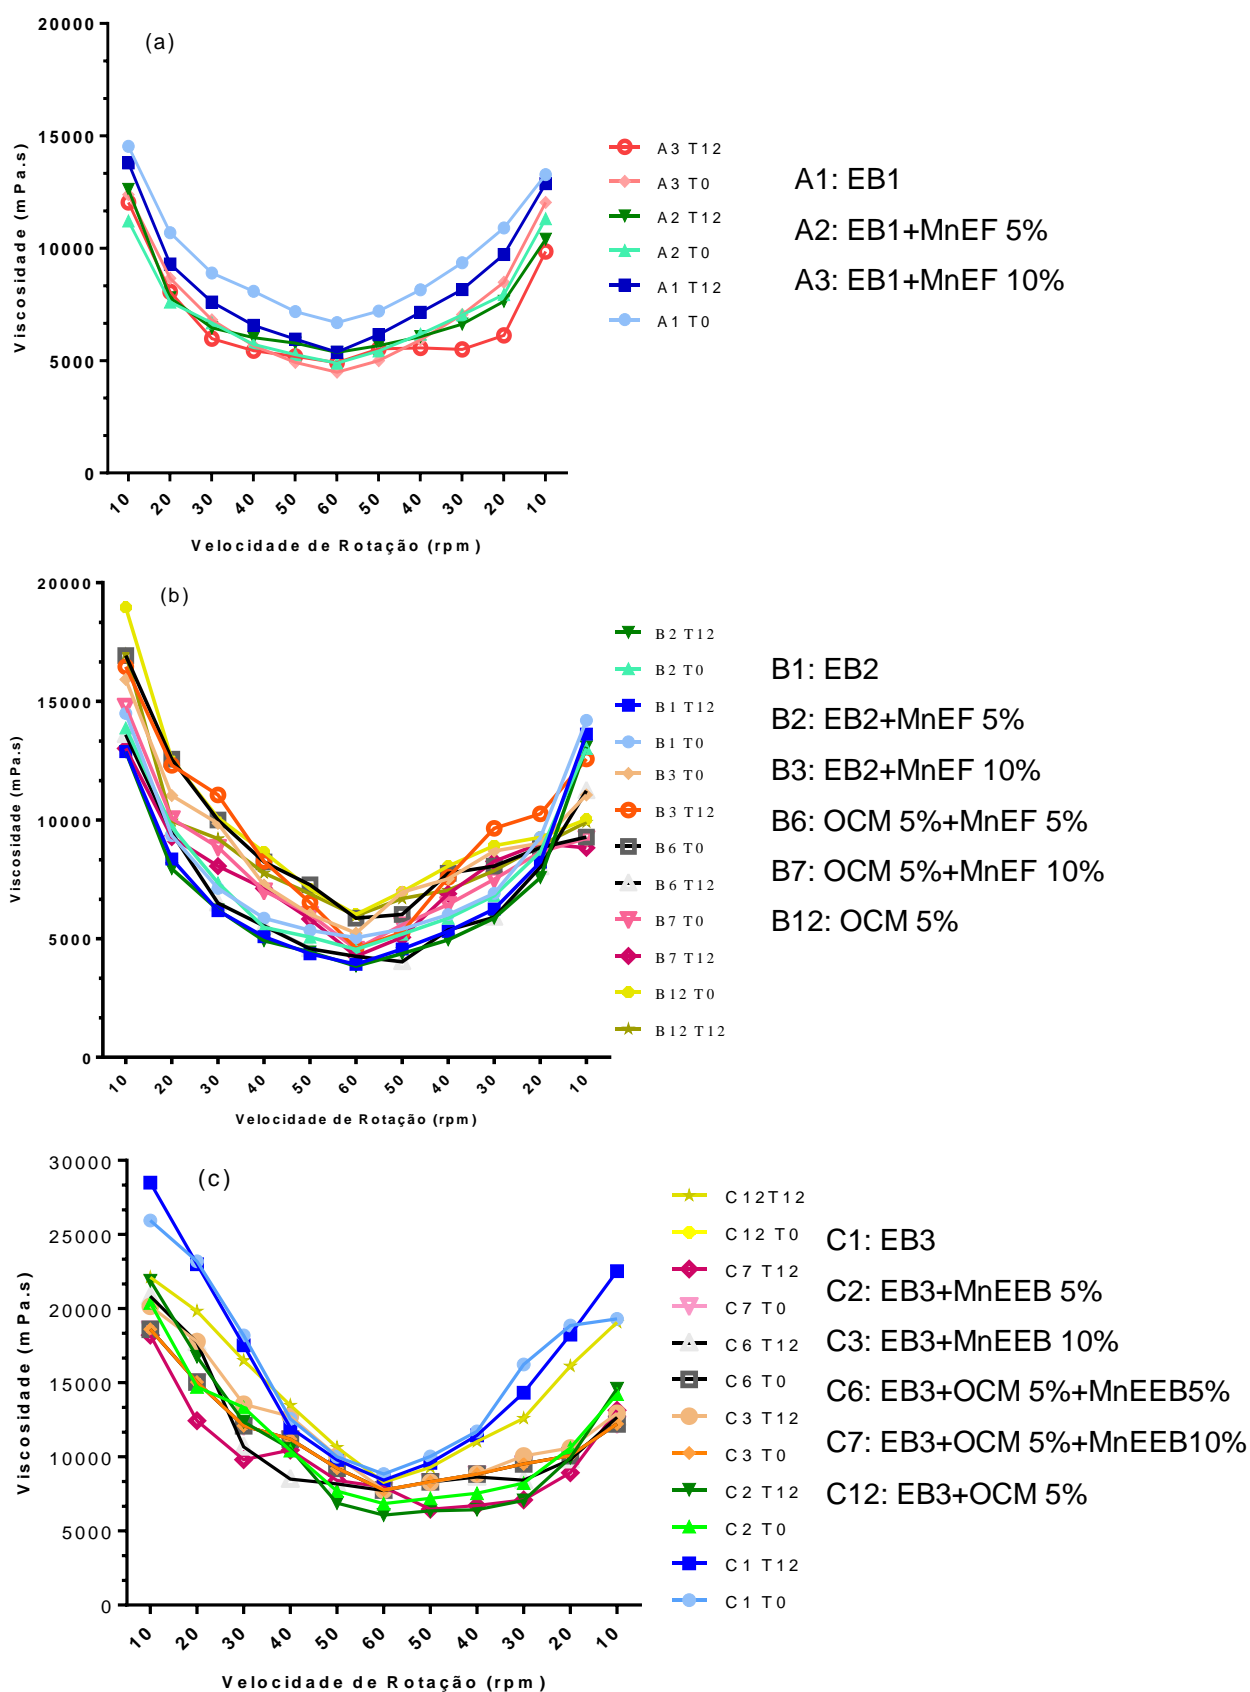 (a)
Viscosidade (mPa.s)
20000
15000
10000
5000
0
10 20 30 40 50 60 50 40 30 20 10
Velocidade de Rotação (rpm)
A3 T12
A3 T0
A2 T12
A2 T0
A1 T12
A1 T0
A1: EB1
A2: EB1+MnEF 5%
A3: EB1+MnEF 10%
(b)
Viscosidade (mPa.s)
20000
15000
10000
5000
0
10 20 30 40 50 60 50 40 30 20 10
Velocidade de Rotação (rpm)
B2 T12
B2 T0
B1 T12
B1 T0
B3 T0
B3 T12
B6 T0
B6 T12
B7 T0
B7 T12
B12 T0
B12 T12
B1: EB2
B2: EB2+MnEF 5%
B3: EB2+MnEF 10%
B6: OCM 5%+MnEF 5%
B7: OCM 5%+MnEF 10%
B12: OCM 5%
(c)
Viscosidade (mPa.s)
30000
25000
20000
15000
10000
5000
0
10 20 30 40 50 60 50 40 30 20 10
Velocidade de Rotação (rpm)
C12T12
C12 T0
C7 T12
C7 T0
C6 T12
C6 T0
C3 T12
C3 T0
C2 T12
C2 T0
C1 T12
C1 T0
C1: EB3
C2: EB3+MnEEB 5%
C3: EB3+MnEEB 10%
C6: EB3+OCM 5%+MnEEB5%
C7: EB3+OCM 5%+MnEEB10%
C12: EB3+OCM 5%